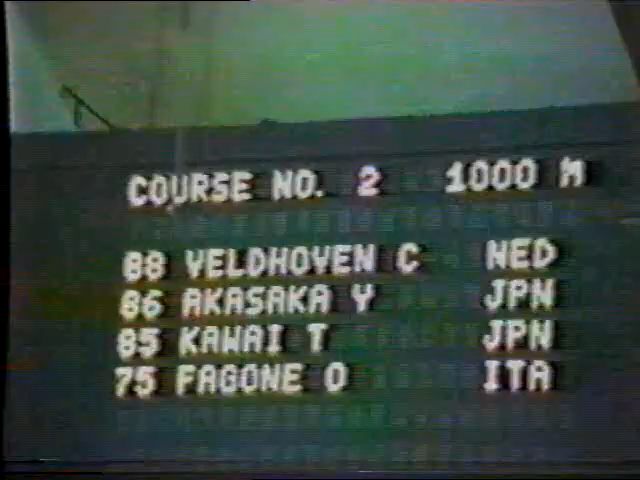 COURSE NO. 2 1000 M
88 VELDHOVEN C NED
86 AKASAKA Y JPN
85 KAWAI T JPN
75 FAGONE O ITA